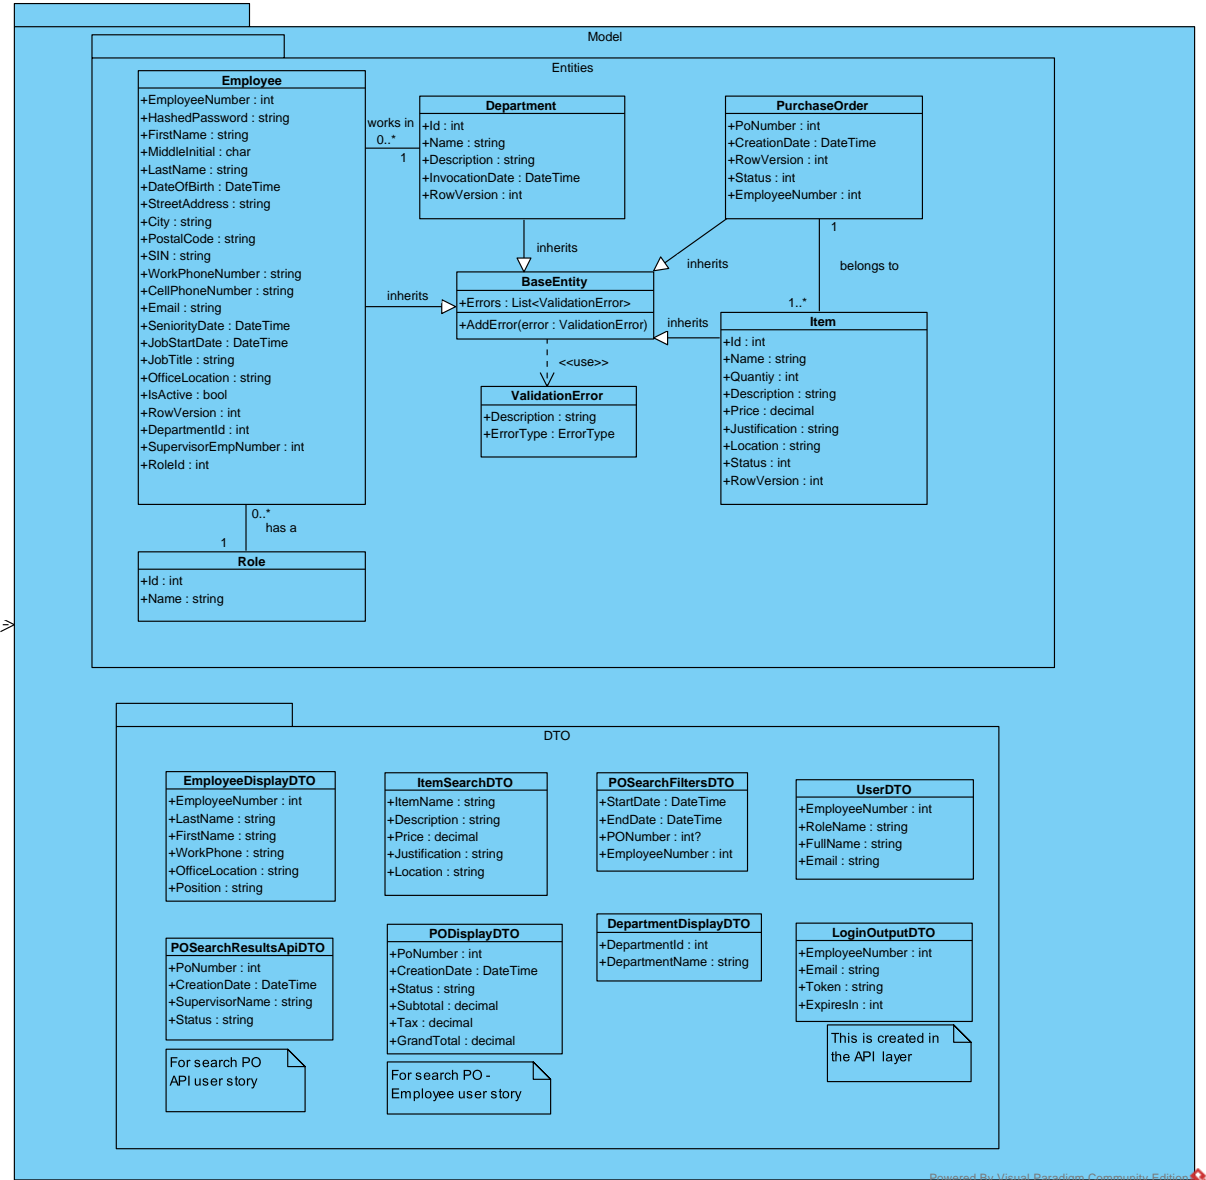 Model
Entities
Employee
+EmployeeNumber : int
+HashedPassword : string
+FirstName : string
+MiddleInitial : char
+LastName : string
+DateOfBirth : DateTime
+StreetAddress : string
+City : string
+PostalCode : string
+SIN : string
+WorkPhoneNumber : string
+CellPhoneNumber : string
+Email : string
+SeniorityDate : DateTime
+JobStartDate : DateTime
+JobTitle : string
+OfficeLocation : string
+IsActive : bool
+RowVersion : int
+DepartmentId : int
+SupervisorEmpNumber : int
+RoleId : int
works in
0..*
1
Department
+Id : int
+Name : string
+Description : string
+InvocationDate : DateTime
+RowVersion : int
PurchaseOrder
+PoNumber : int
+CreationDate : DateTime
+RowVersion : int
+Status : int
+EmployeeNumber : int
inherits
inherits
1
belongs to
1..*
inherits
BaseEntity
+Errors : List<ValidationError>
+AddError(error : ValidationError)
inherits
<<use>>
ValidationError
+Description : string
+ErrorType : ErrorType
Item
+Id : int
+Name : string
+Quantiy : int
+Description : string
+Price : decimal
+Justification : string
+Location : string
+Status : int
+RowVersion : int
0..*
has a
1
Role
+Id : int
+Name : string
DTO
EmployeeDisplayDTO
+EmployeeNumber : int
+LastName : string
+FirstName : string
+WorkPhone : string
+OfficeLocation : string
+Position : string
ItemSearchDTO
+ItemName : string
+Description : string
+Price : decimal
+Justification : string
+Location : string
POSearchFiltersDTO
+StartDate : DateTime
+EndDate : DateTime
+PONumber : int?
+EmployeeNumber : int
UserDTO
+EmployeeNumber : int
+RoleName : string
+FullName : string
+Email : string
POSearchResultsApiDTO
+PoNumber : int
+CreationDate : DateTime
+SupervisorName : string
+Status : string
For search PO
API user story
PODisplayDTO
+PoNumber : int
+CreationDate : DateTime
+Status : string
+Subtotal : decimal
+Tax : decimal
+GrandTotal : decimal
For search PO -
Employee user story
DepartmentDisplayDTO
+DepartmentId : int
+DepartmentName : string
LoginOutputDTO
+EmployeeNumber : int
+Email : string
+Token : string
+ExpiresIn : int
This is created in
the API layer
Powered By Visual Paradigm Community Edition